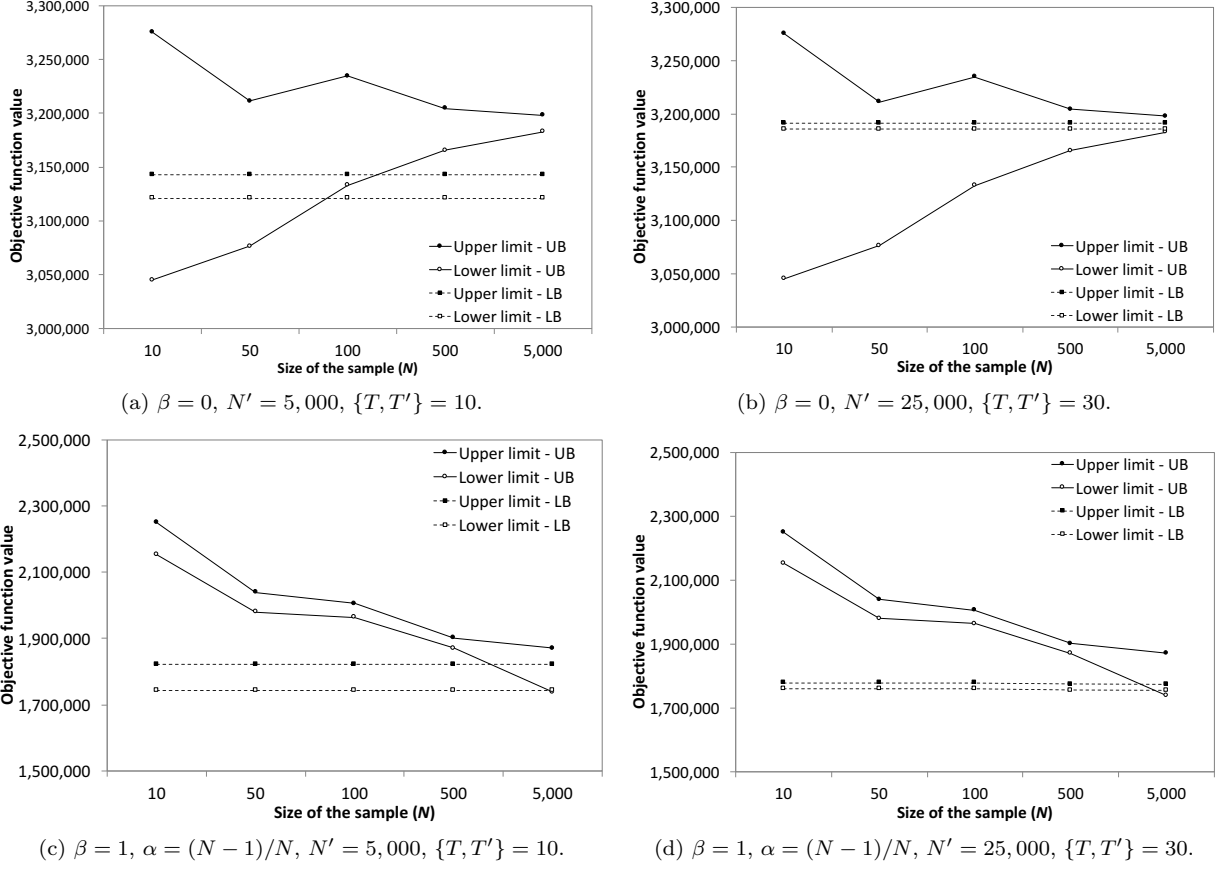 3,300,000
3,250,000
3,200,000
3,150,000
3,100,000
3,050,000
3,000,000
Objective function value
10 50 100 500 5,000
Size of the sample (N)
Upper limit - UB
Lower limit - UB
Upper limit - LB
Lower limit - LB
(a) β = 0, N′ = 5, 000, {T, T′} = 10.
3,300,000
3,250,000
3,200,000
3,150,000
3,100,000
3,050,000
3,000,000
Objective function value
10 50 100 500 5,000
Size of the sample (N)
Upper limit - UB
Lower limit - UB
Upper limit - LB
Lower limit - LB
(b) β = 0, N′ = 25, 000, {T, T′} = 30.
2,500,000
2,300,000
2,100,000
1,900,000
1,700,000
1,500,000
Objective function value
10 50 100 500 5,000
Size of the sample (N)
Upper limit - UB
Lower limit - UB
Upper limit - LB
Lower limit - LB
(c) β = 1, α = (N − 1)/N, N′ = 5, 000, {T, T′} = 10.
2,500,000
2,300,000
2,100,000
1,900,000
1,700,000
1,500,000
Objective function value
10 50 100 500 5,000
Size of the sample (N)
Upper limit - UB
Lower limit - UB
Upper limit - LB
Lower limit - LB
(d) β = 1, α = (N − 1)/N, N′ = 25, 000, {T, T′} = 30.